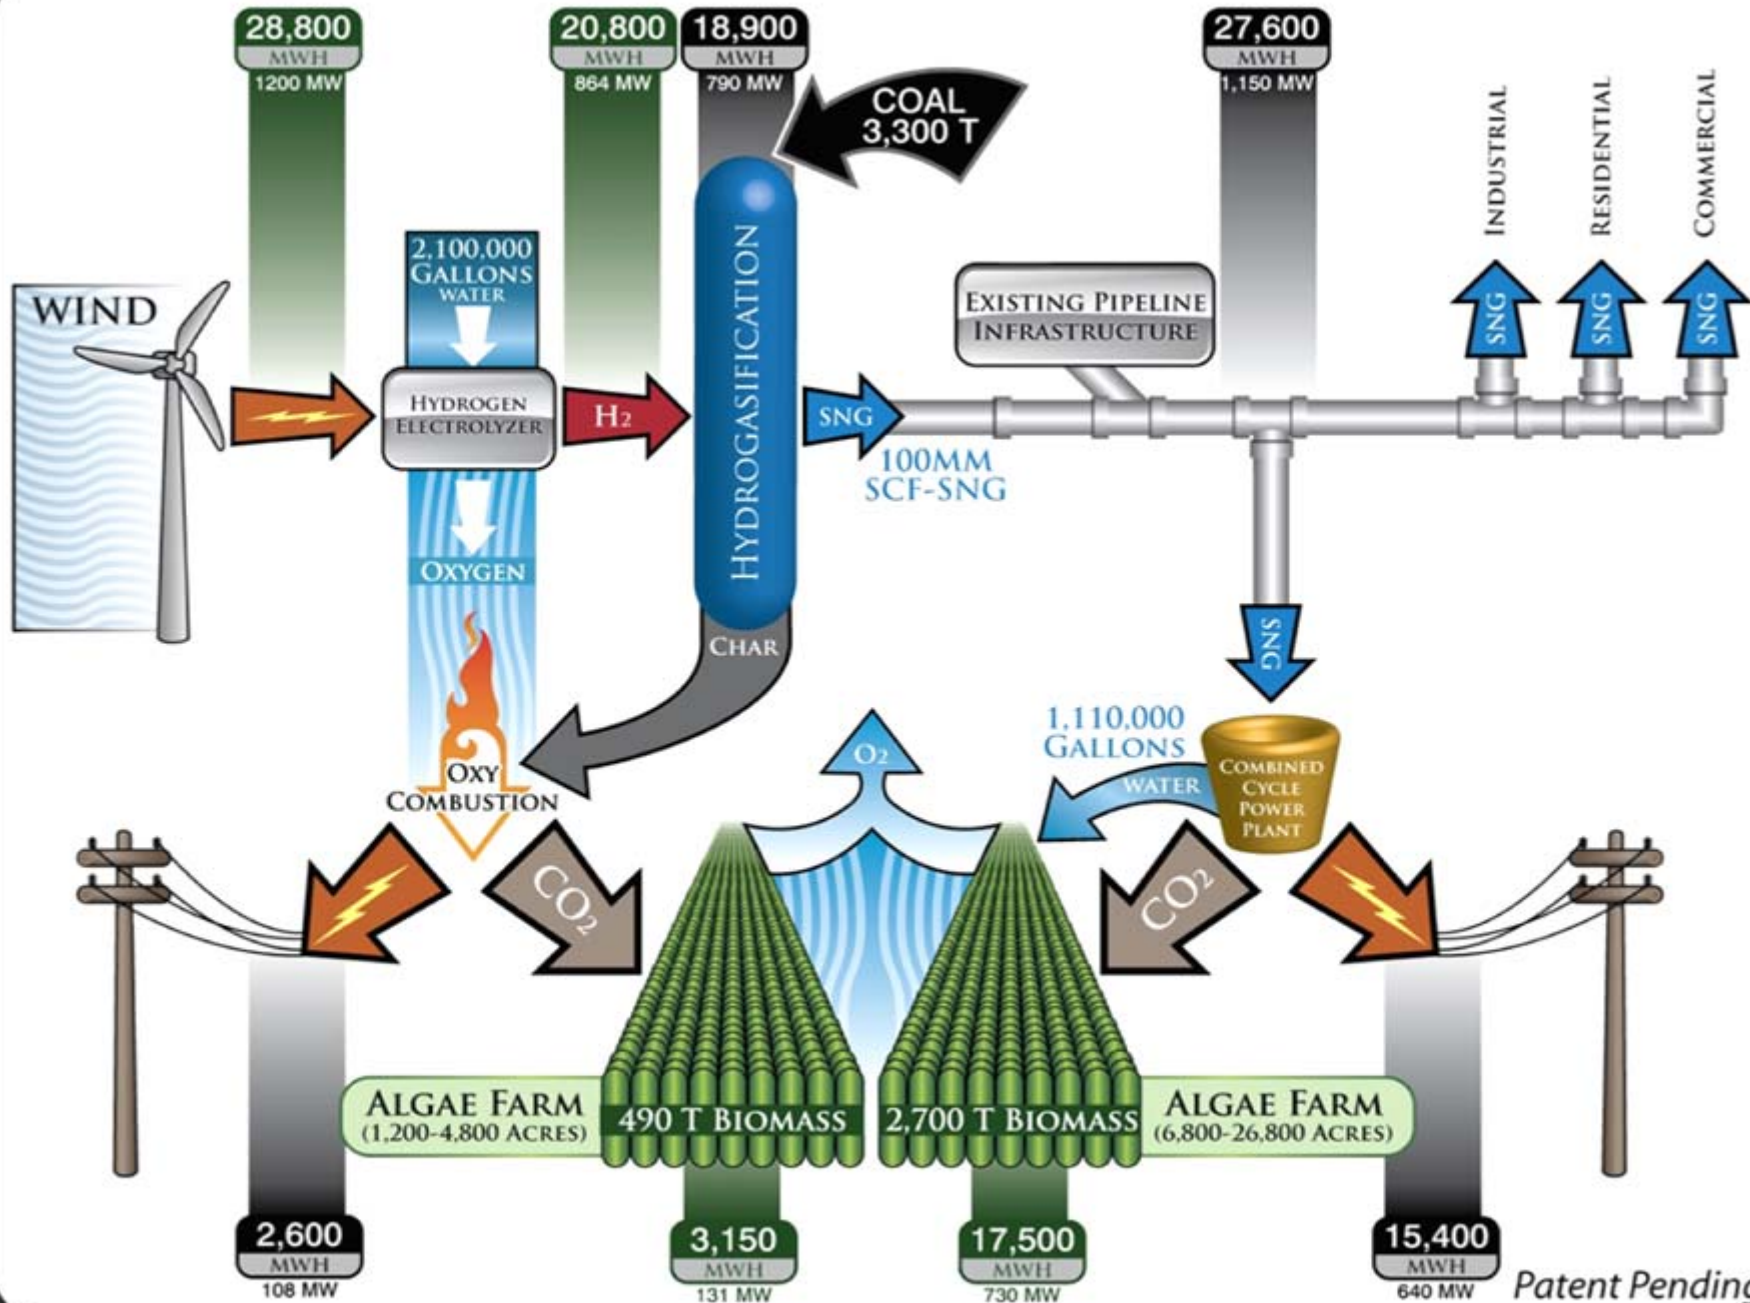 28,800
MWH
1200 MW
20,800
MWH
864 MW
18,900
MWH
790 MW
COAL
3,300 T
27,600
MWH
1,150 MW
INDUSTRIAL
RESIDENTIAL
COMMERCIAL
WIND
2,100,000
GALLONS
WATER
HYDROGEN
ELECTROLYZER
H2
HYDROGASIFICATION
SNG
100MM
SCF-SNG
EXISTING PIPELINE
INFRASTRUCTURE
SNG
SNG
SNG
OXYGEN
CHAR
SNG
OXY
COMBUSTION
O2
1,110,000
GALLONS
WATER
COMBINED
CYCLE
POWER
PLANT
CO2
CO2
ALGAE FARM
(1,200-4,800 ACRES)
490 T BIOMASS
2,700 T BIOMASS
ALGAE FARM
(6,800-26,800 ACRES)
2,600
MWH
108 MW
3,150
MWH
131 MW
17,500
MWH
730 MW
15,400
MWH
640 MW
Patent Pending